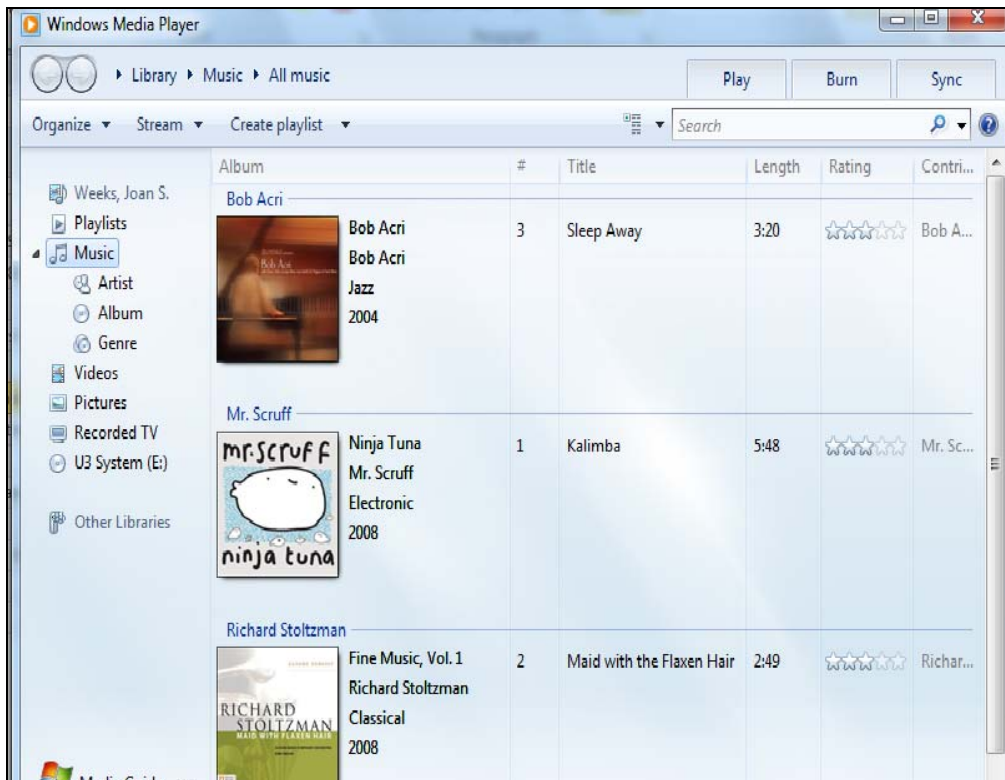 Windows Media Player
Library Music All music
Play Burn Sync
Organize Stream Create playlist Search
Album # Title Length Rating Contri...
Weeks, Joan S.
Playlists
Music
Artist
Album
Genre
Videos
Pictures
Recorded TV
U3 System (E:)
Other Libraries
Bob Acri
Bob Acri
Bob Acri 3 Sleep Away 3:20 Bob A...
Bob Acri
Jazz
2004
Mr. Scruff
mr.scruff
ninja tuna
Ninja Tuna 1 Kalimba 5:48 Mr. Sc...
Mr. Scruff
Electronic
2008
Richard Stoltzman
RICHARD
STOLTZMAN
MAID WITH FLAXEN HAIR
Fine Music, Vol. 1 2 Maid with the Flaxen Hair 2:49 Richar...
Richard Stoltzman
Classical
2008